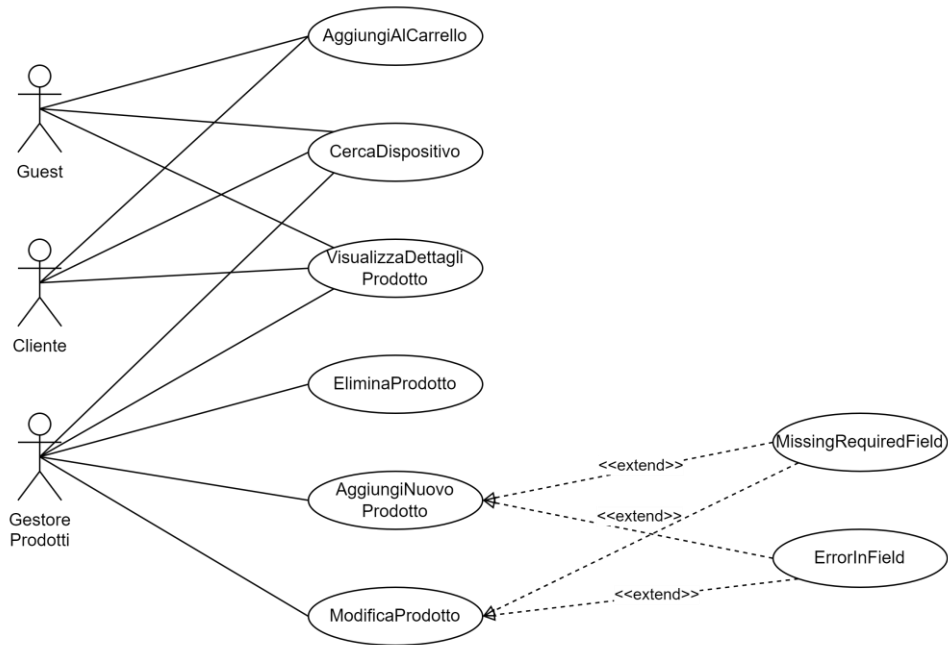 AggiungiAlCarrello
Guest
CercaDispositivo
VisualizzaDettagli
Prodotto
Cliente
EliminaProdotto
MissingRequiredField
<<extend>>
AggiungiNuovo
Prodotto
<<extend>>
Gestore
Prodotti
ErrorInField
<<extend>>
ModificaProdotto